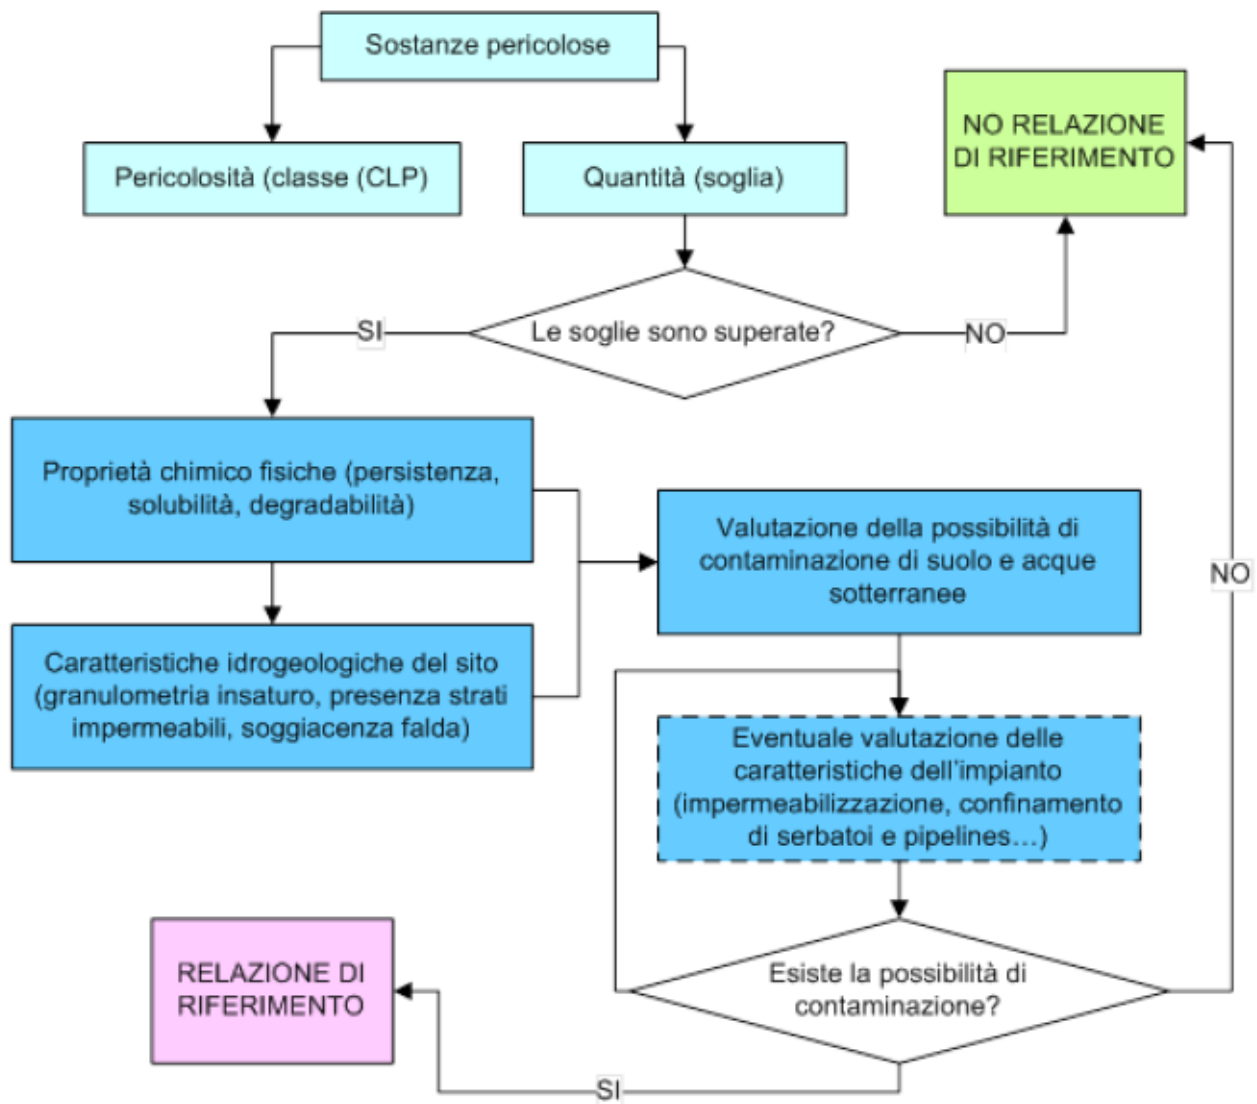 Sostanze pericolose
NO RELAZIONE
DI RIFERIMENTO
Pericolosità (classe (CLP)
Quantità (soglia)
Le soglie sono superate?
SI
NO
Proprietà chimico fisiche (persistenza,
solubilità, degradabilità)
Valutazione della possibilità di
contaminazione di suolo e acque
sotterranee
NO
Caratteristiche idrogeologiche del sito
(granulometria insaturo, presenza strati
impermeabili, soggiacenza falda)
Eventuale valutazione delle
caratteristiche dell'impianto
(impermeabilizzazione, confinamento
di serbatoi e pipelines…)
Esiste la possibilità di
contaminazione?
RELAZIONE DI
RIFERIMENTO
SI